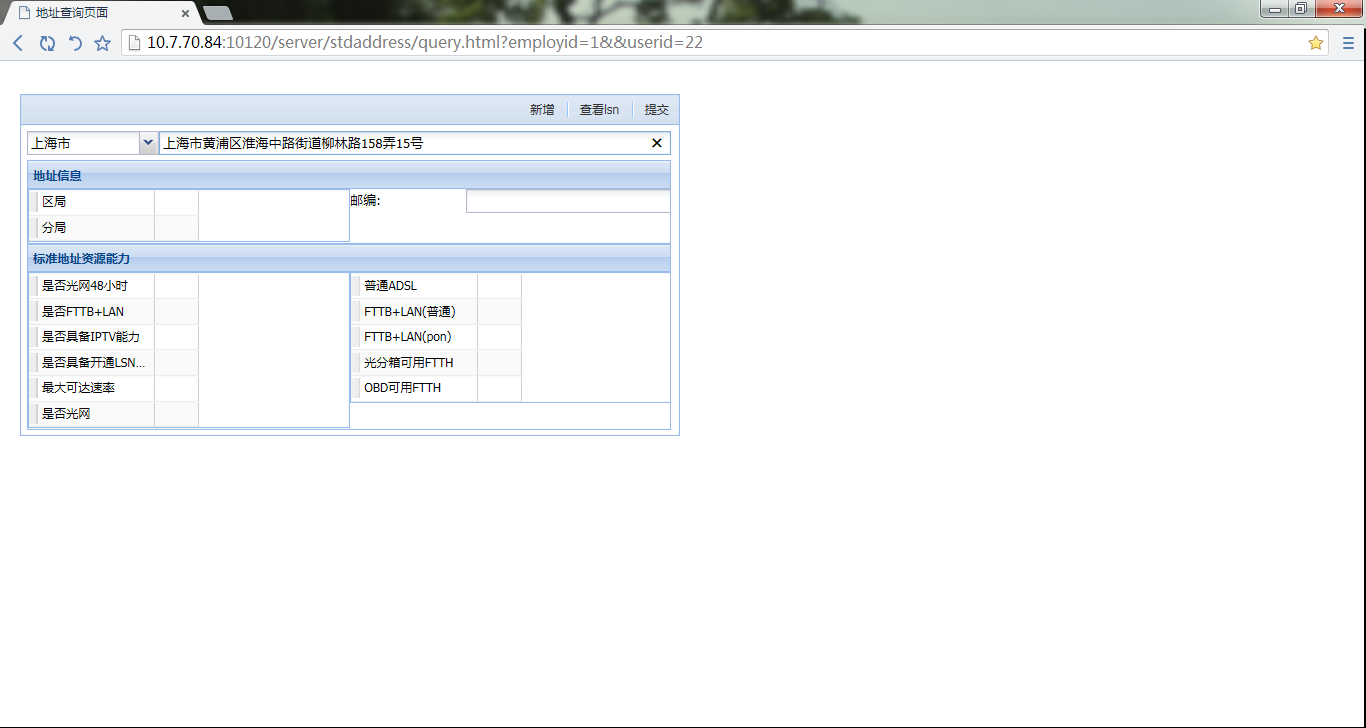 地址查询页面
10.7.70.84:10120/server/stdaddress/query.html?employid=1&&userid=22
新增 查看lsn 提交
上海市 上海市黄浦区淮海中路街道柳林路158弄15号
地址信息
区局 邮编:
分局
标准地址资源能力
是否光网48小时 普通ADSL
是否FTTB+LAN FTTB+LAN(普通)
是否具备IPTV能力 FTTB+LAN(pon)
是否具备开通LSN... 光分箱可用FTTH
最大可达速率 OBD可用FTTH
是否光网